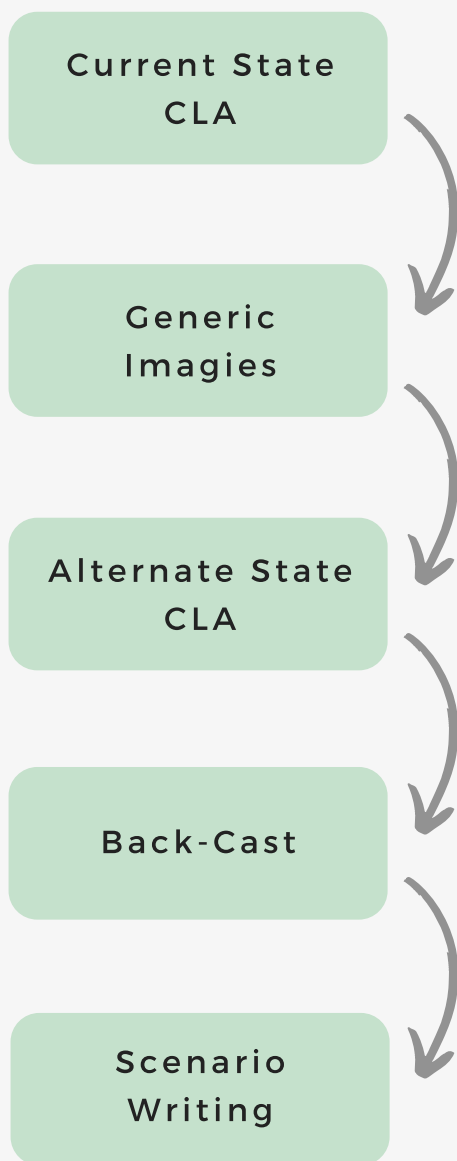 Current State
CLA
Generic
Imagies
Alternate State
CLA
Back-Cast
Scenario
Writing